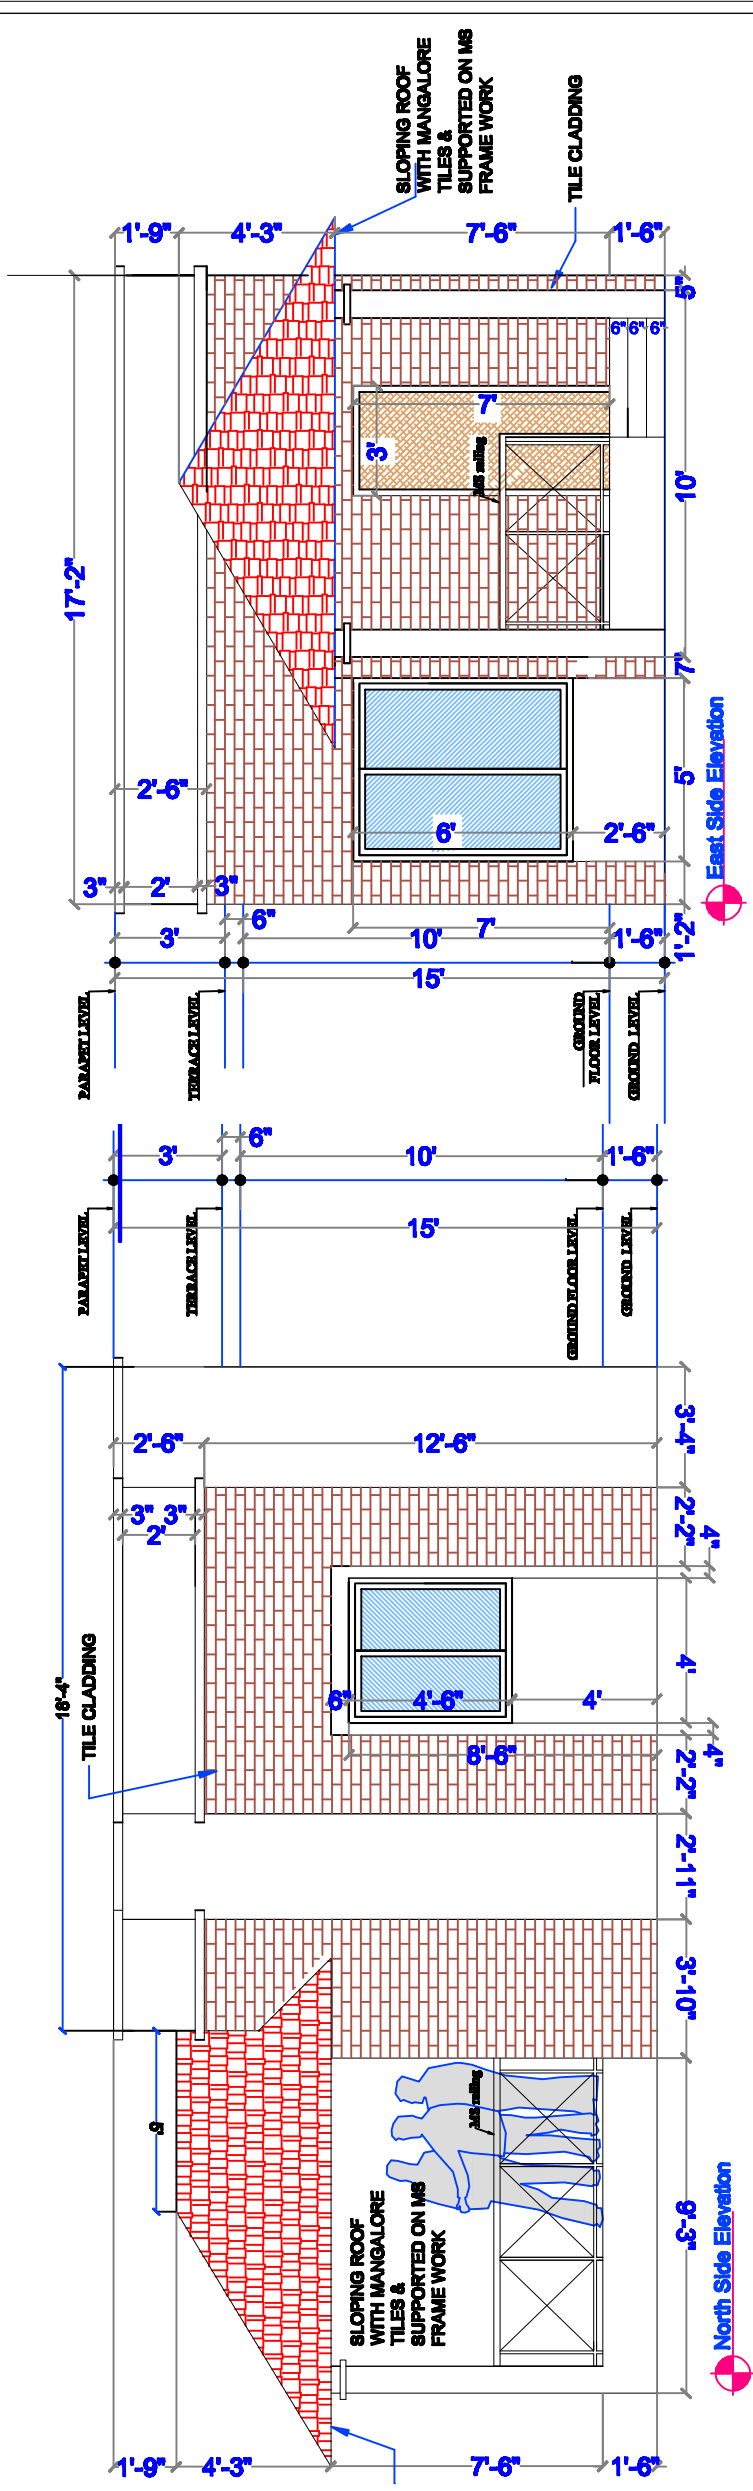 SLOPING ROOF
WITH MANGALORE
TILES &
SUPPORTED ON MS
FRAME WORK
TILE CLADDING
1'-9"
4'-3"
7'-6"
1'-6"
5"
6" 6" 6"
7'
3'
MS railing
10'
17'-2"
7"
5'
2'-6"
6'
2'-6"
3"
2'
3"
6"
7'
3'
10'
1'-6"
1'-2"
15'
PARAPET LEVEL
TERRACE LEVEL
GROUND
FLOOR LEVEL
GROUND LEVEL
East Side Elevation
6"
3'
10'
1'-6"
15'
PARAPET LEVEL
TERRACE LEVEL
GROUND FLOOR LEVEL
GROUND LEVEL
3'-4"
2'-6"
12'-6"
3" 3"
2'
2'-2"
4"
18'-4"
TILE CLADDING
4'
6"
4'-6"
4'
8'-6"
4"
2'-2"
2'-11"
3'-10"
5'
MS railing
SLOPING ROOF
WITH MANGALORE
TILES &
SUPPORTED ON MS
FRAME WORK
9'-3"
1'-9"
4'-3"
7'-6"
1'-6"
North Side Elevation